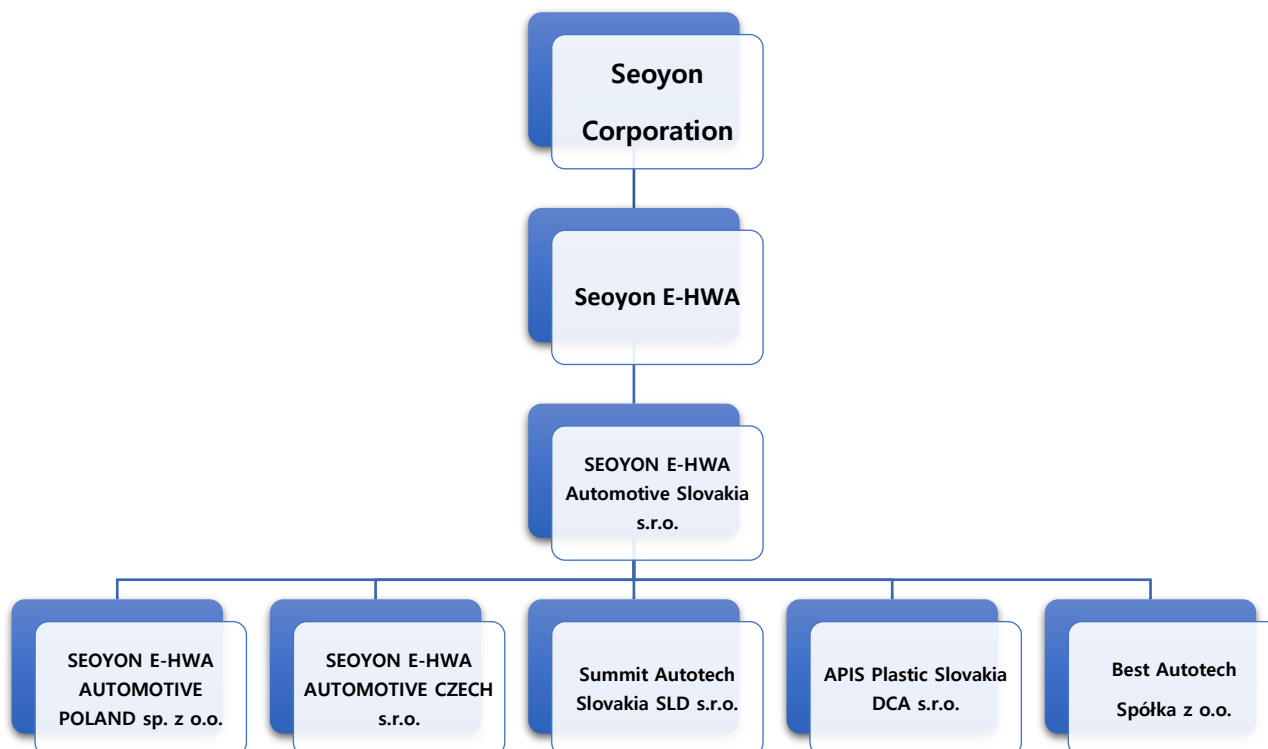 Seoyon
Corporation
Seoyon E-HWA
SEOYON E-HWA
Automotive Slovakia
s.r.o.
SEOYON E-HWA
AUTOMOTIVE
POLAND sp. z o.o.
SEOYON E-HWA
AUTOMOTIVE CZECH
s.r.o.
Summit Autotech
Slovakia SLD s.r.o.
APIS Plastic Slovakia
DCA s.r.o.
Best Autotech
Spółka z o.o.